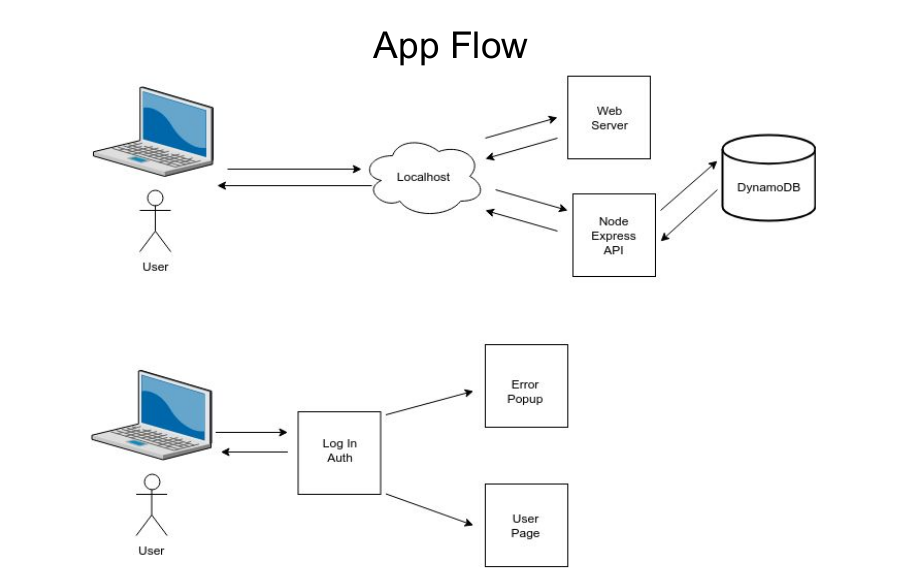 App Flow
Web
Server
Localhost
DynamoDB
Node
Express
API
User
Error
Popup
Log In
Auth
User
Page
User